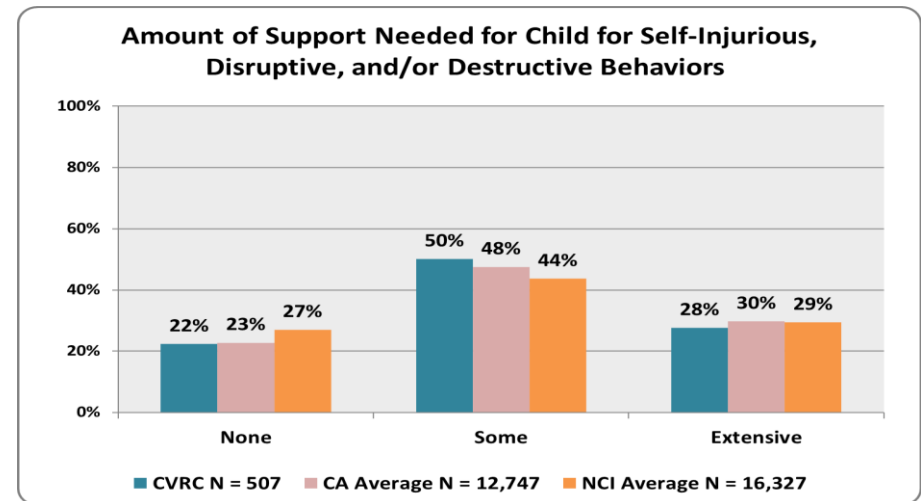 Amount of Support Needed for Child for Self-Injurious,
Disruptive, and/or Destructive Behaviors
100%
80%
60%
40%
20%
0%
22%
23%
27%
50%
48%
44%
28%
30%
29%
None
Some
Extensive
CVRC N = 507
CA Average N = 12,747
NCI Average N = 16,327